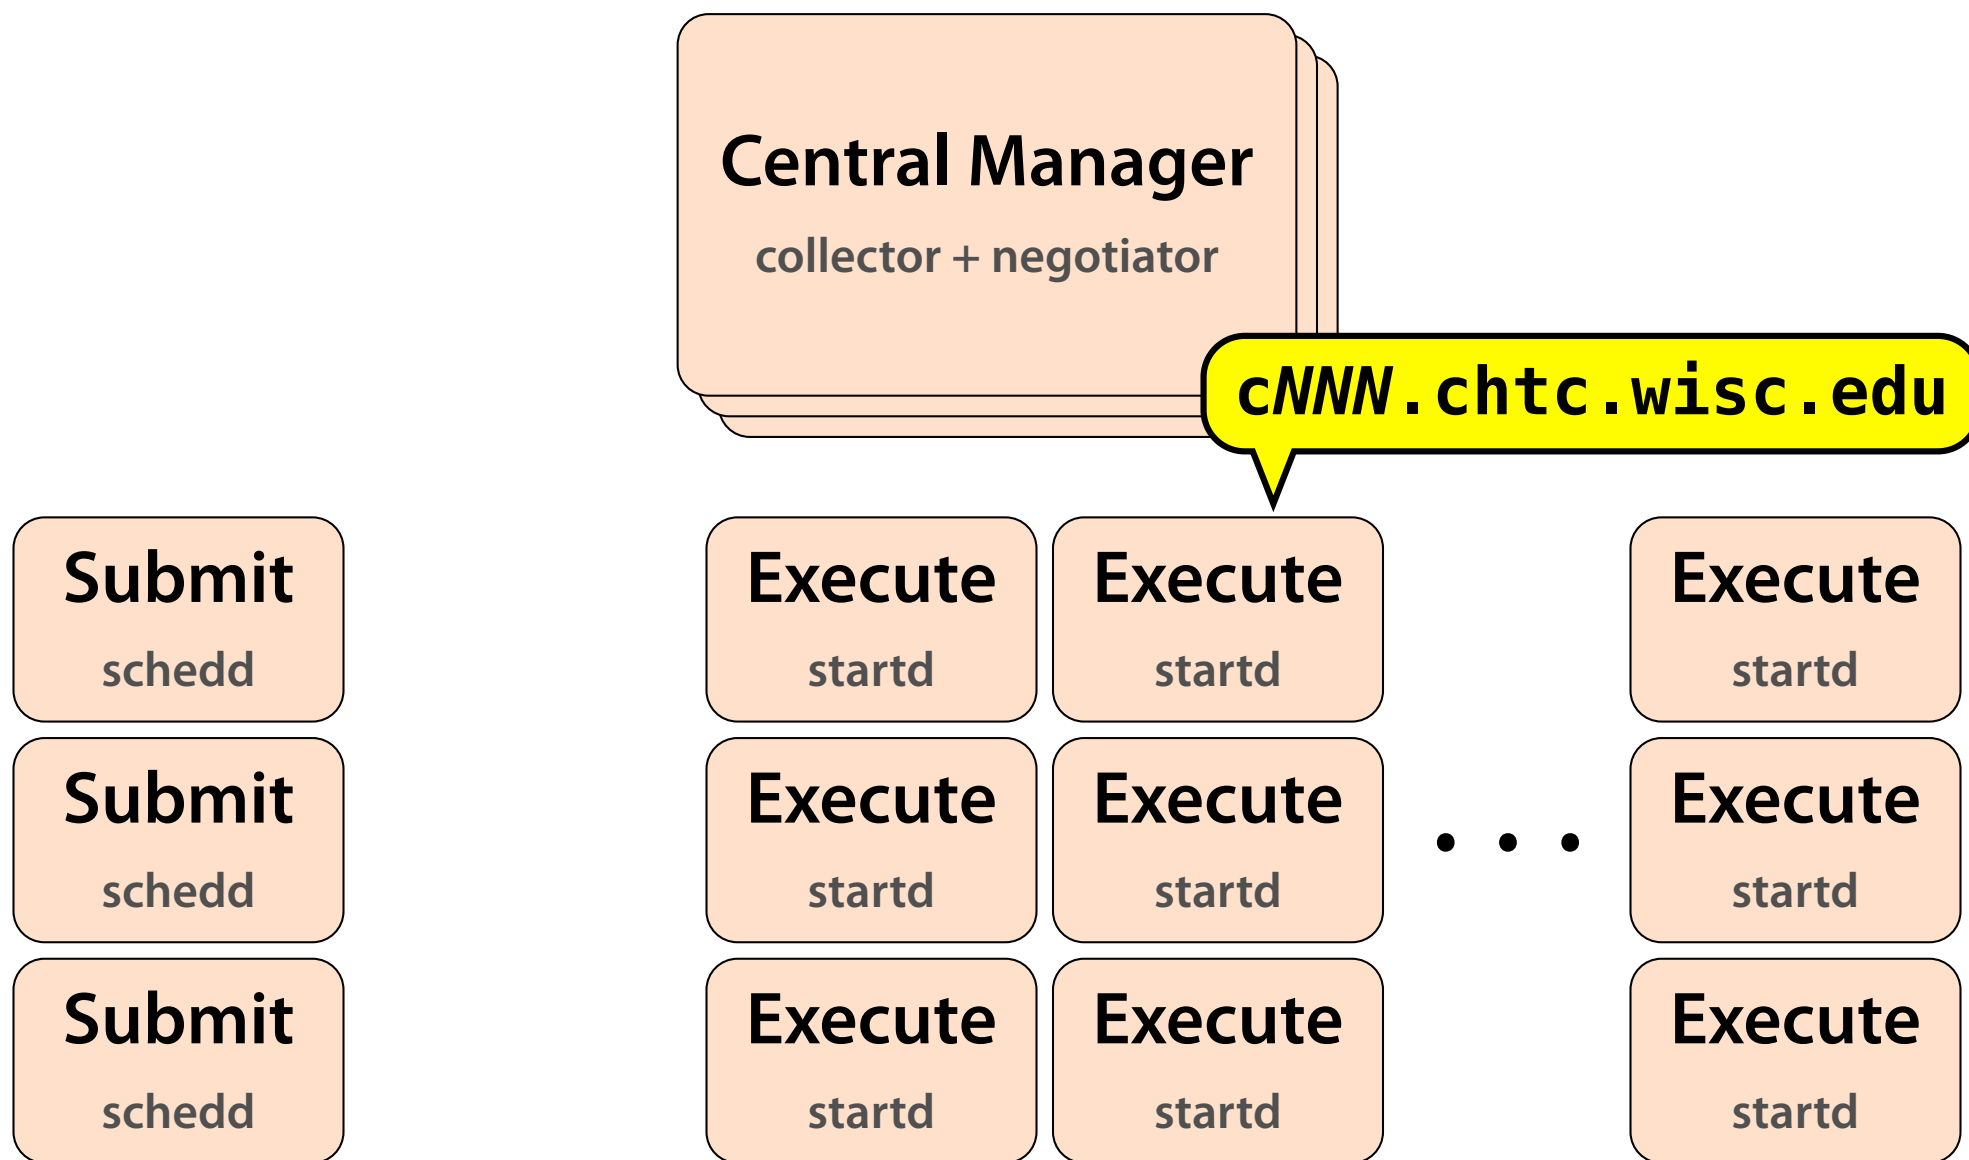 Central Manager
collector + negotiator
cNNN.chtc.wisc.edu
Submit
schedd
Execute
startd
Execute
startd
Execute
startd
Submit
schedd
Execute
startd
Execute
startd
. . .
Execute
startd
Submit
schedd
Execute
startd
Execute
startd
Execute
startd